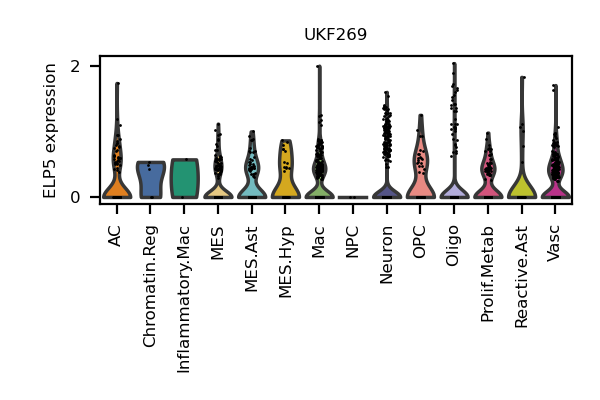 UKF269
ELP5 expression
2
0
AC
Chromatin.Reg
Inflammatory.Mac
MES
MES.Ast
MES.Hyp
Mac
NPC
Neuron
OPC
Oligo
Prolif.Metab
Reactive.Ast
Vasc